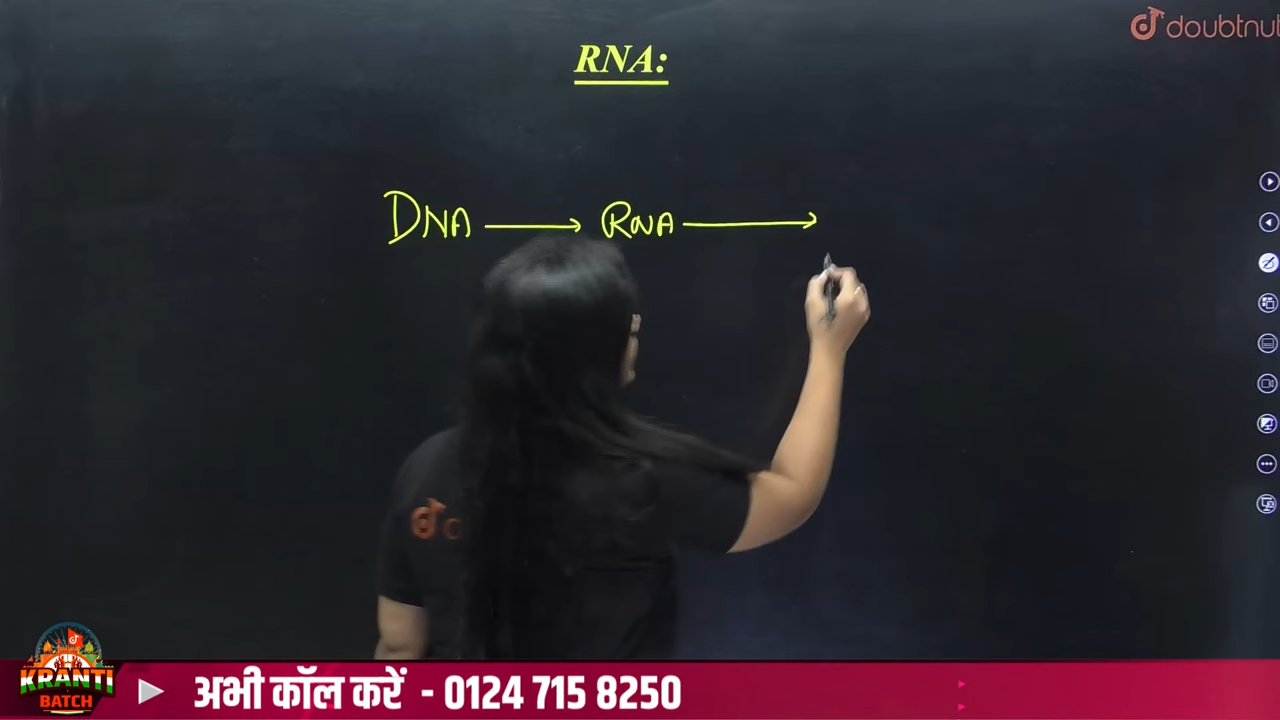 doubtnut
RNA:
DNA → RNA →
KRANTI
BATCH
अभी कॉल करें - 0124 715 8250